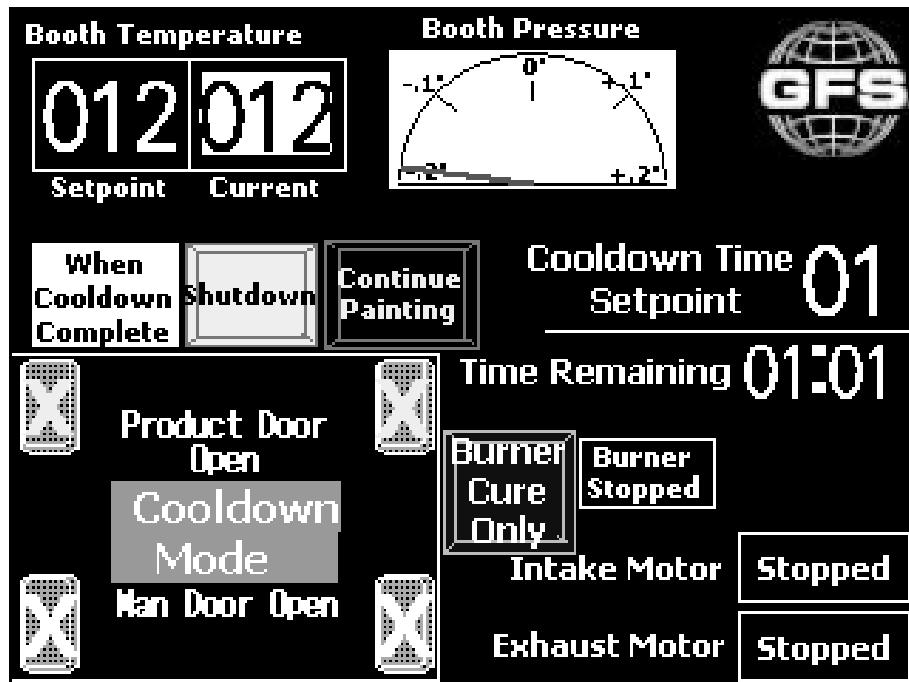 Booth Temperature
012 012
Setpoint Current
Booth Pressure
-.1" 0" +.1"
-.2" +.2"
GFS
When
Cooldown
Complete
Shutdown
Continue
Painting
Cooldown Time
Setpoint
01
Time Remaining 01:01
X X
Product Door
Open
Cooldown
Mode
Man Door Open
X X
Burner
Cure
Only
Burner
Stopped
Intake Motor Stopped
Exhaust Motor Stopped